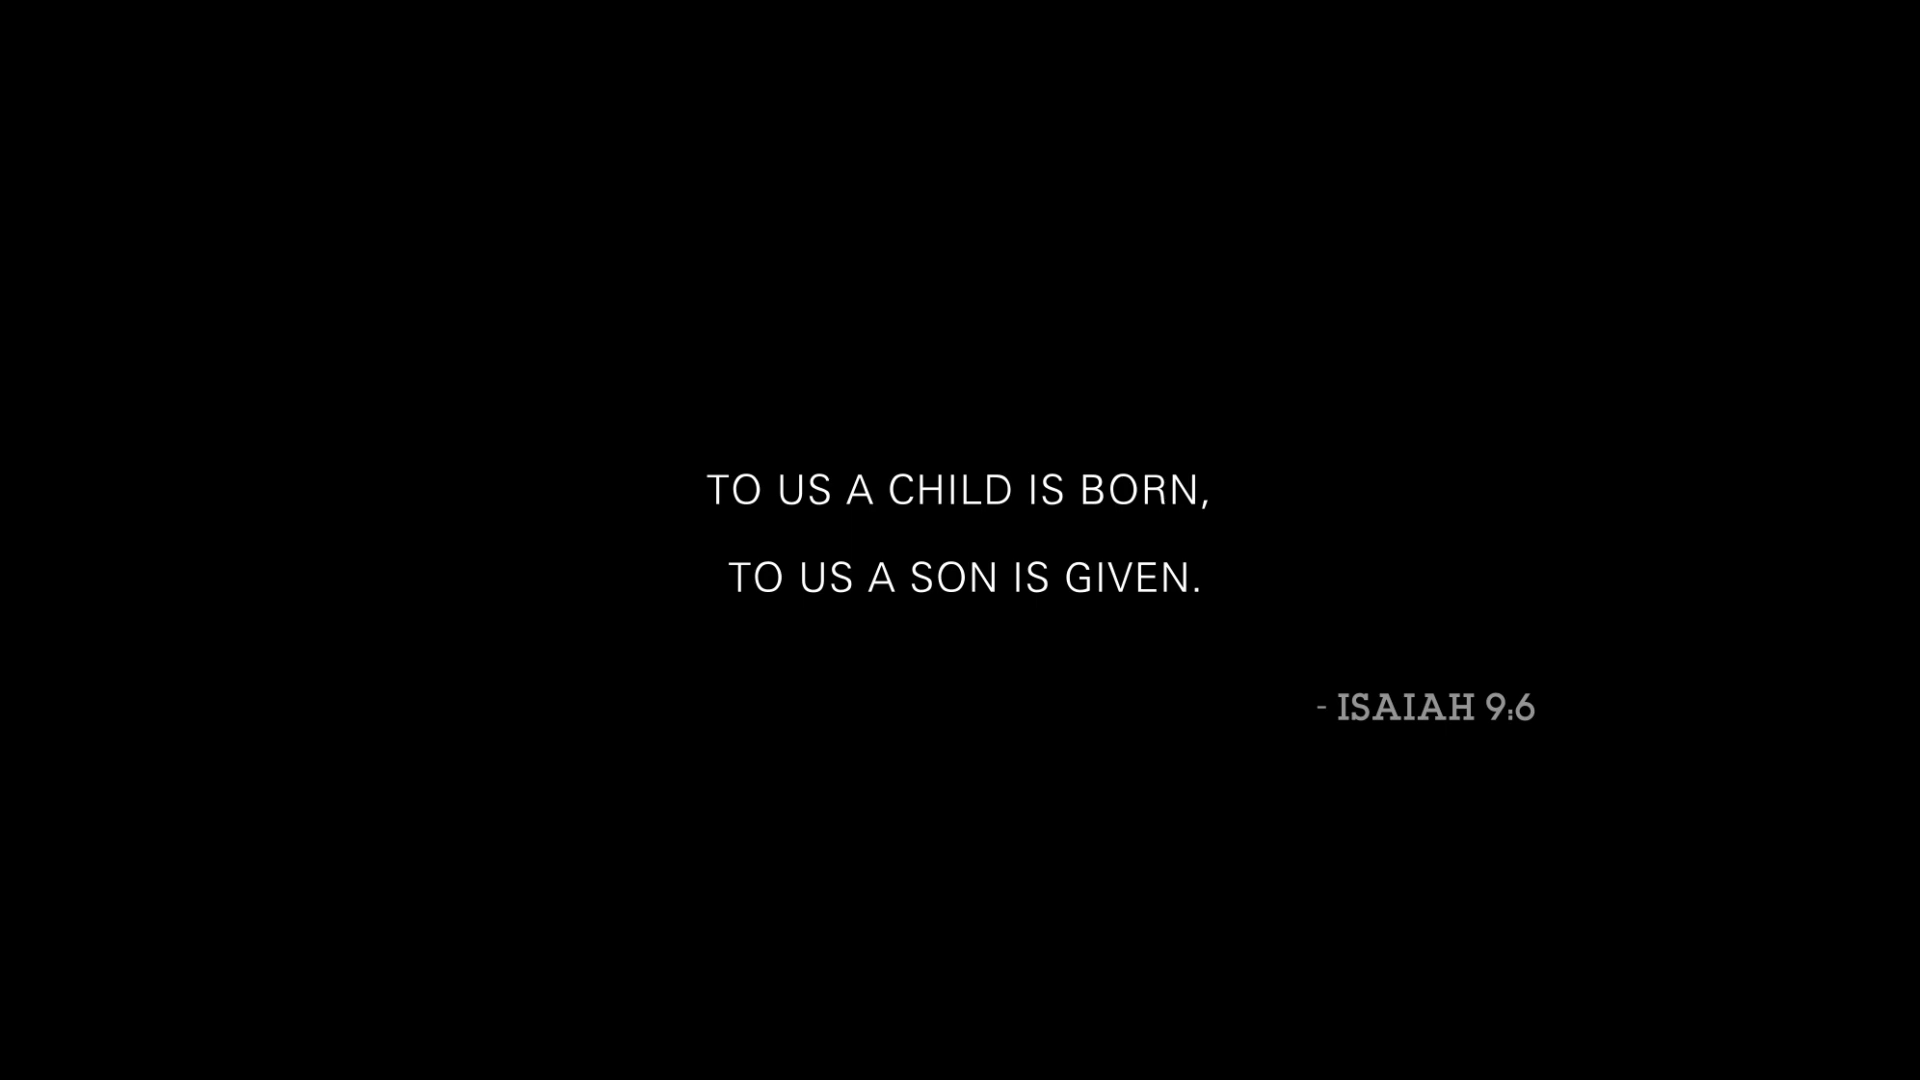 TO US A CHILD IS BORN,
TO US A SON IS GIVEN.
- ISAIAH 9:6